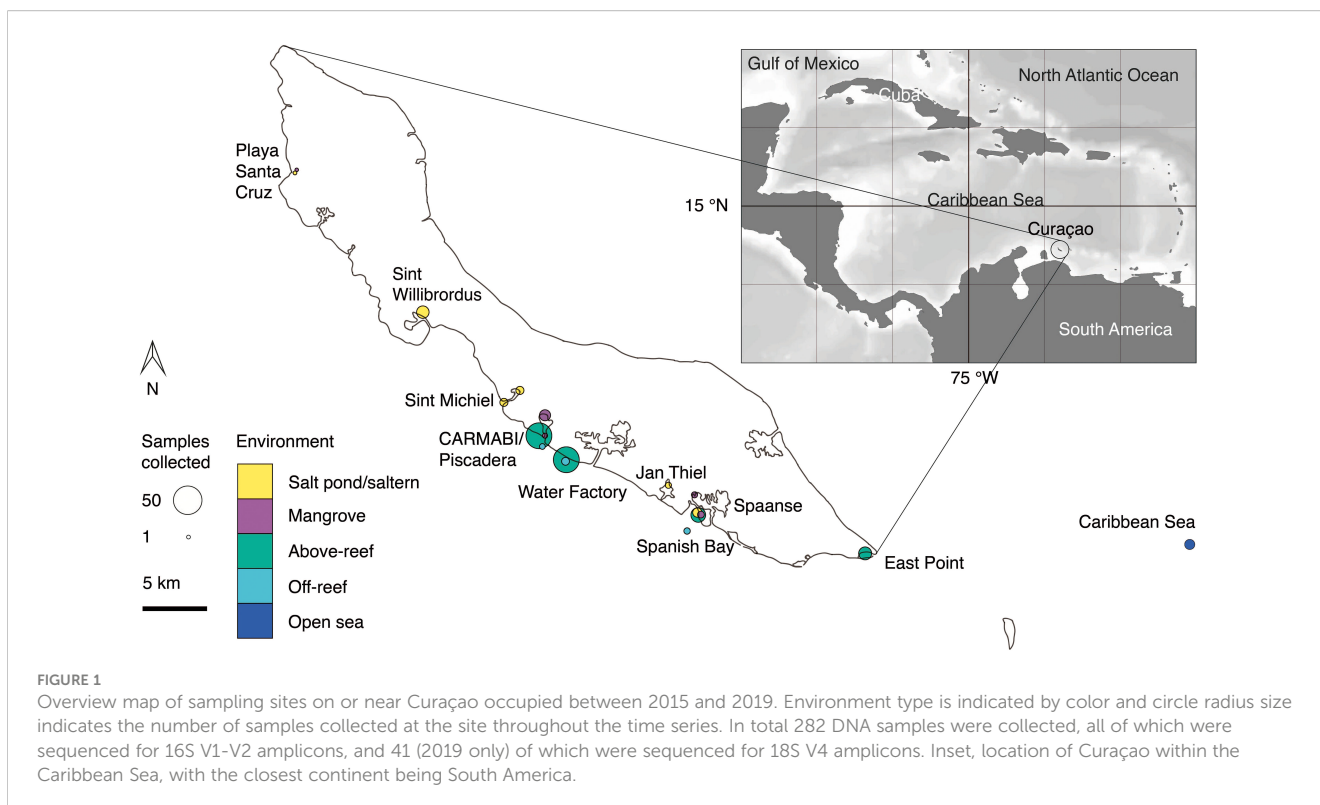 Gulf of Mexico
North Atlantic Ocean
Cuba
Caribbean Sea
15 °N
Curaçao
South America
75 °W
Playa
Santa
Cruz
Sint
Willibrordus
N
Sint Michiel
CARMABI/
Piscadera
Water Factory
Jan Thiel
Spaanse
Spanish Bay
East Point
Caribbean Sea
Samples
collected
50
1
5 km
Environment
Salt pond/saltern
Mangrove
Above-reef
Off-reef
Open sea
FIGURE 1
Overview map of sampling sites on or near Curaçao occupied between 2015 and 2019. Environment type is indicated by color and circle radius size
indicates the number of samples collected at the site throughout the time series. In total 282 DNA samples were collected, all of which were
sequenced for 16S V1-V2 amplicons, and 41 (2019 only) of which were sequenced for 18S V4 amplicons. Inset, location of Curaçao within the
Caribbean Sea, with the closest continent being South America.